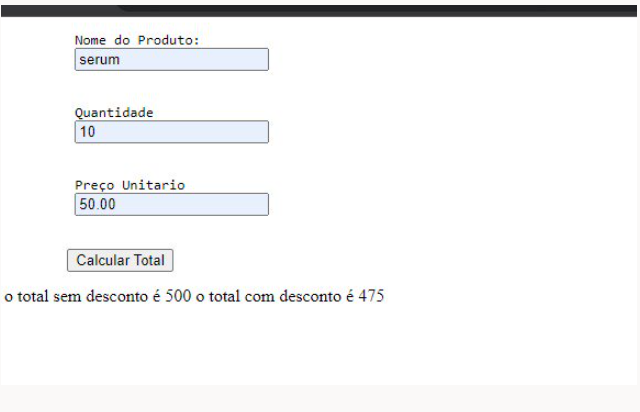 Nome do Produto:
serum
Quantidade
10
Preço Unitario
50.00
Calcular Total
o total sem desconto é 500 o total com desconto é 475